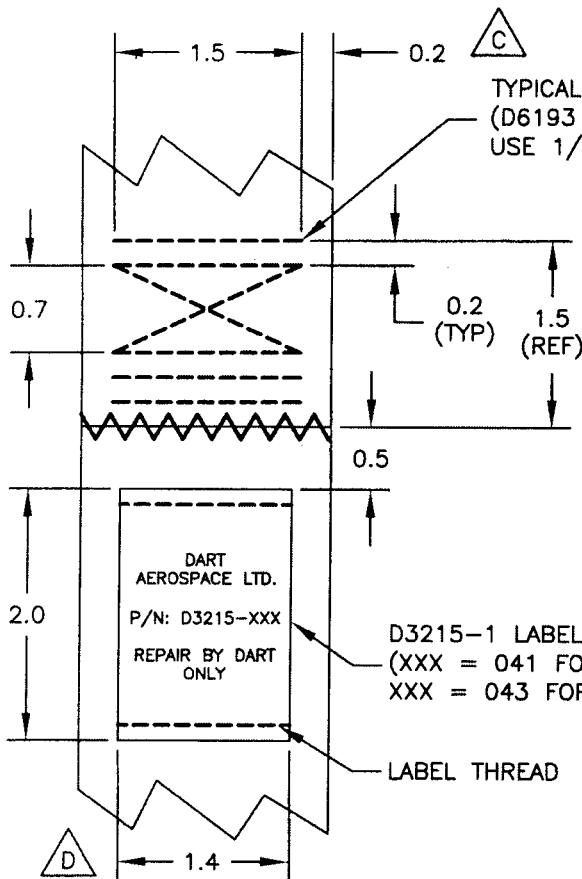 1.5
0.2
C
TYPICAL
(D6193
USE 1/
0.7
0.2
(TYP)
1.5
(REF)
0.5
2.0
DART
AEROSPACE LTD.
P/N: D3215-XXX
REPAIR BY DART
ONLY
D3215-1 LABEL
(XXX = 041 FO
XXX = 043 FOR
LABEL THREAD
D
1.4